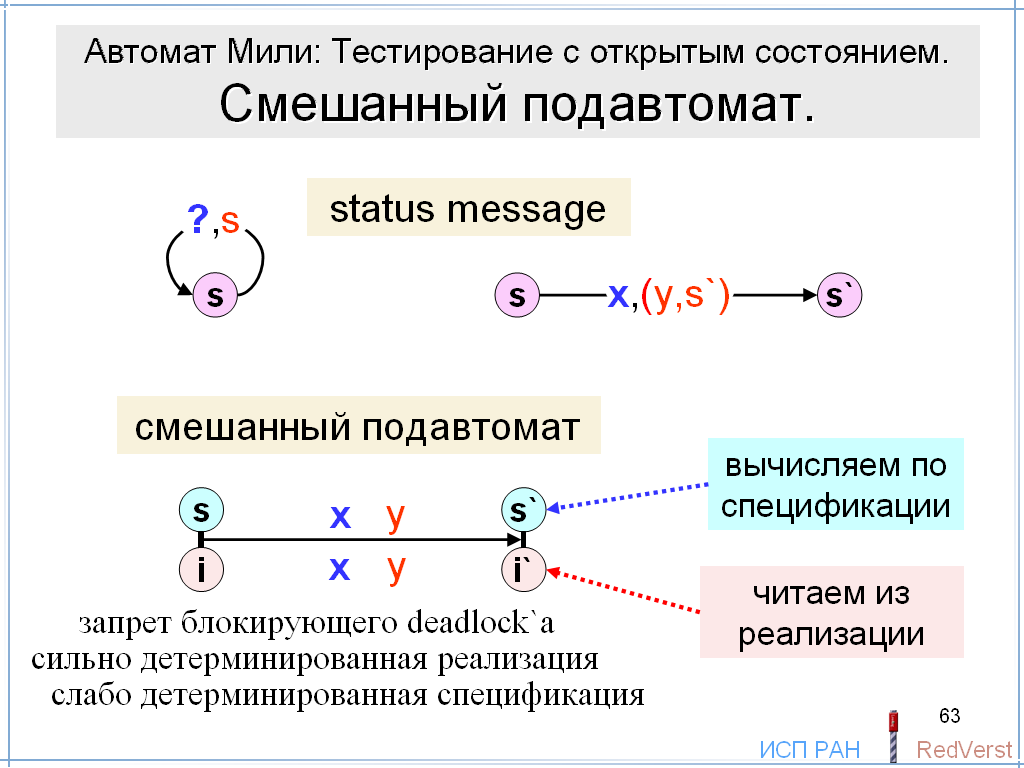 Автомат Мили: Тестирование с открытым состоянием.
Смешанный подавтомат.
status message
?,s
s
s x,(y,s`) s`
смешанный подавтомат
вычисляем по
спецификации
s x y s`
i x y i`
читаем из
реализации
запрет блокирующего deadlock`а
сильно детерминированная реализация
слабо детерминированная спецификация
63
ИСП РАН RedVerst